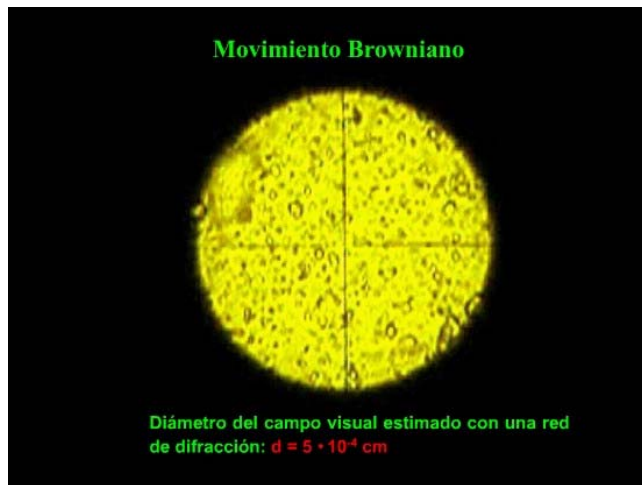 Movimiento Browniano
Diámetro del campo visual estimado con una red
de difracción: d = 5 · 10⁻⁴ cm